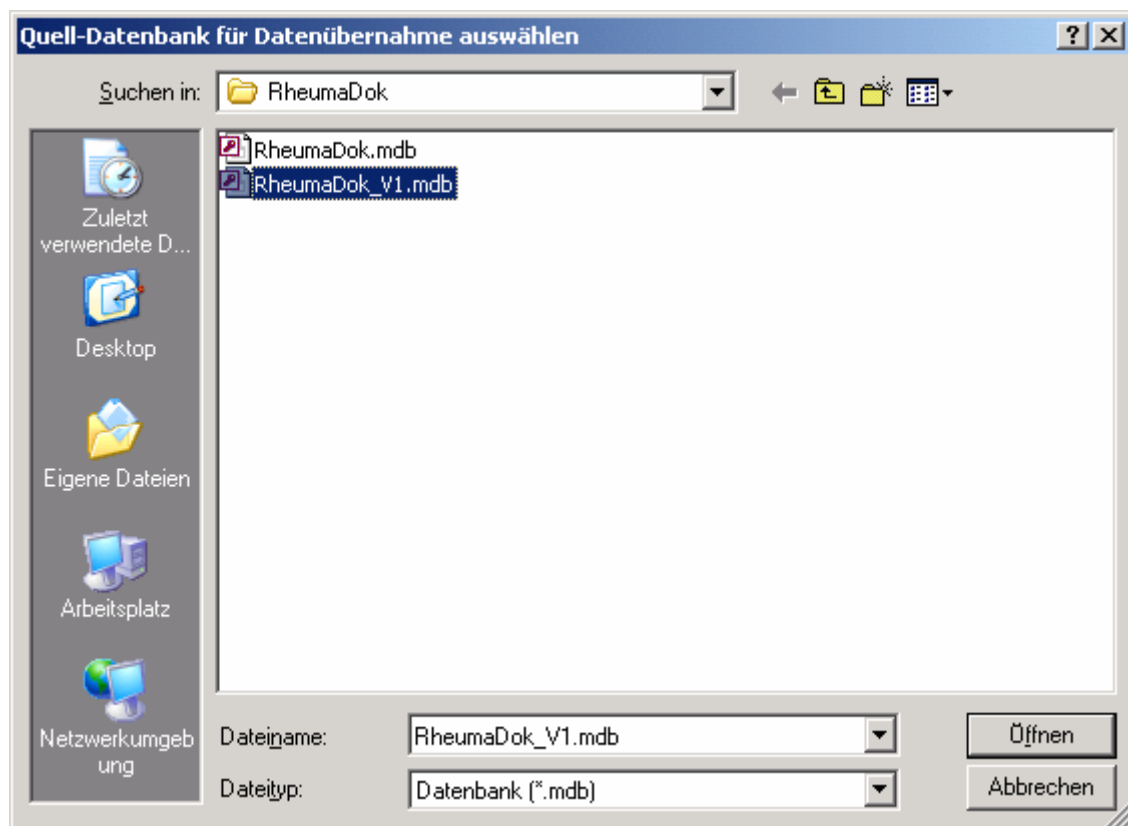 Quell-Datenbank für Datenübernahme auswählen
Suchen in:
RheumaDok
RheumaDok.mdb
RheumaDok_V1.mdb
Zuletzt
verwendete D...
Desktop
Eigene Dateien
Arbeitsplatz
Netzwerkumgeb
ung
Dateiname:
RheumaDok_V1.mdb
Öffnen
Dateityp:
Datenbank (*.mdb)
Abbrechen